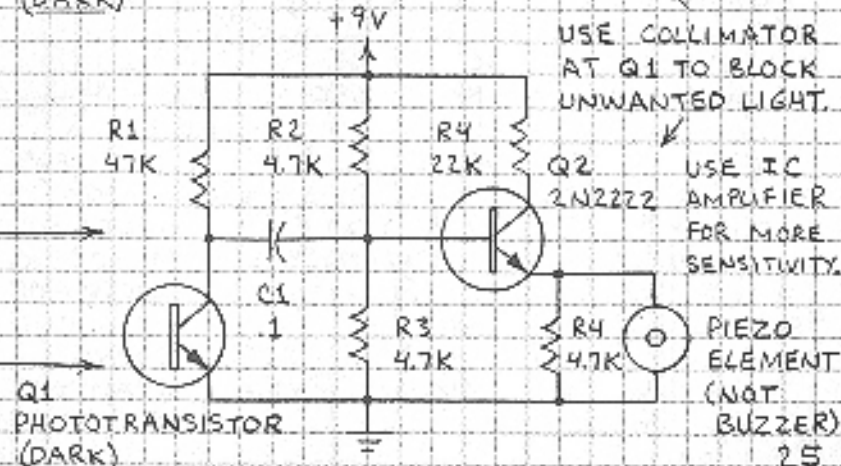 (DARK)
+9V
USE COLLIMATOR
AT Q1 TO BLOCK
UNWANTED LIGHT.
R1
47K
R2
4.7K
R4
22K
Q2
2N2222
USE IC
AMPLIFIER
FOR MORE
SENSITIVITY.
C1
.1
R3
4.7K
R4
4.7K
PIEZO
ELEMENT
(NOT
BUZZER)
Q1
PHOTOTRANSISTOR
(DARK)
25